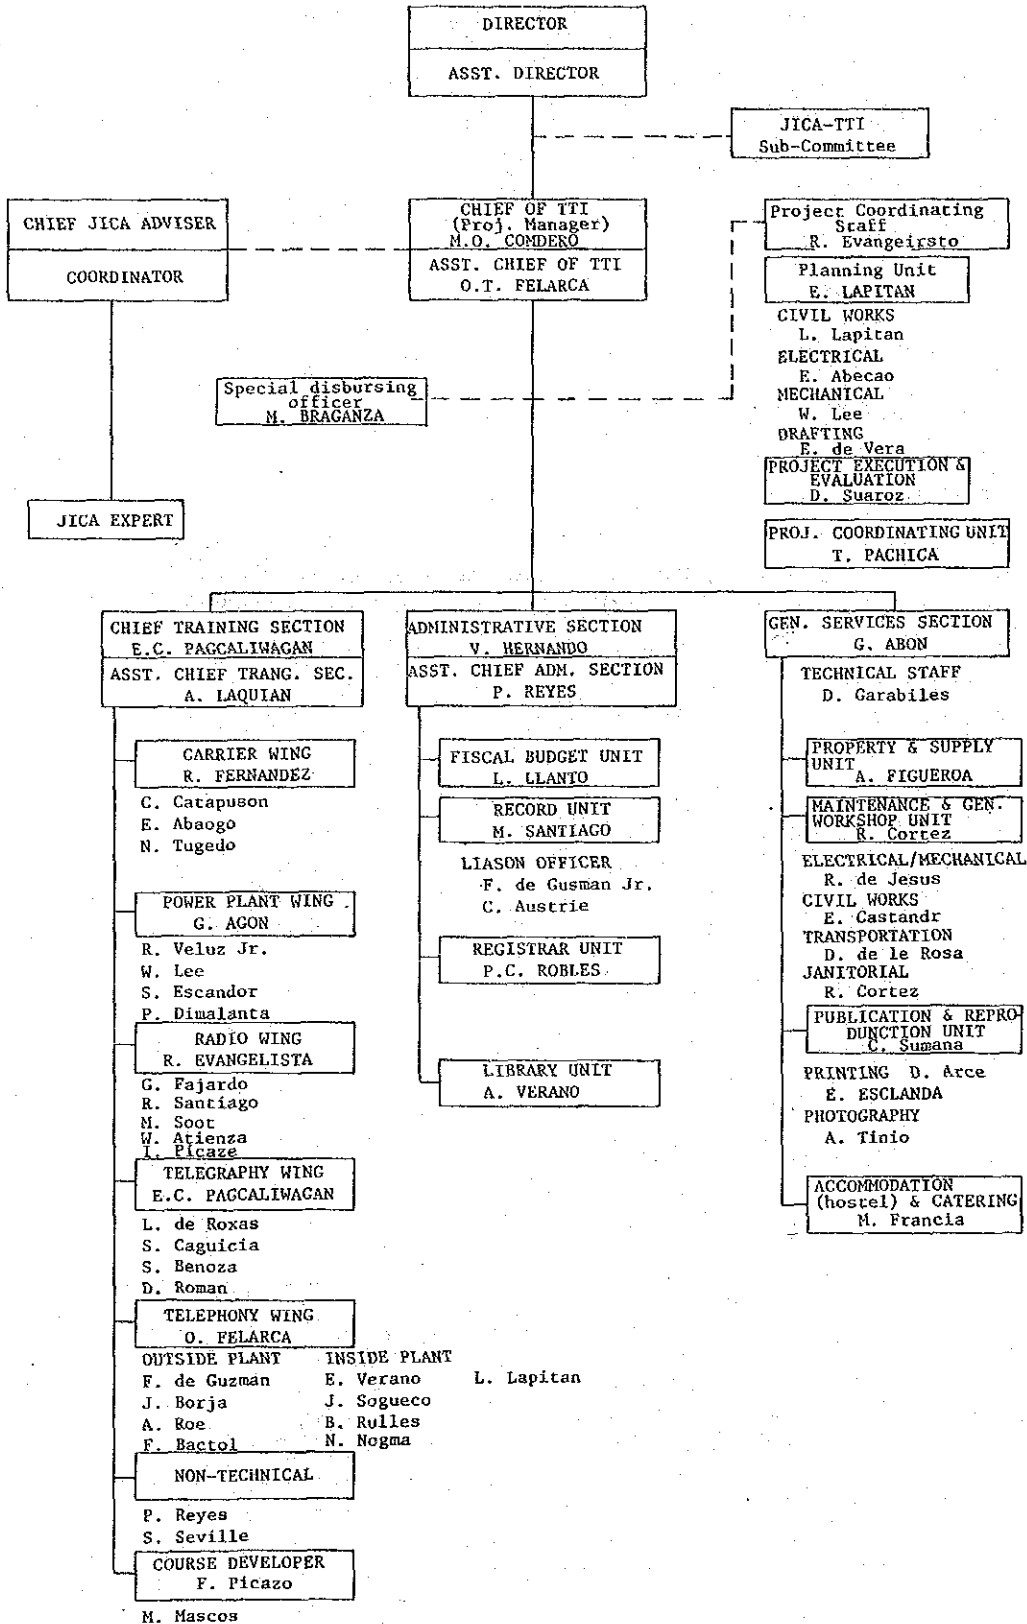 DIRECTOR
ASST. DIRECTOR
JICA-TTI
Sub-Committee
CHIEF JICA ADVISER
COORDINATOR
CHIEF OF TTI
(Proj. Manager)
M.O. COMDERO
ASST. CHIEF OF TTI
O.T. FELARCA
Project Coordinating
Staff
R. Evangeirsto
Planning Unit
E. LAPITAN
CIVIL WORKS
L. Lapitan
ELECTRICAL
E. Abecao
MECHANICAL
W. Lee
DRAFTING
E. de Vera
PROJECT EXECUTION &
EVALUATION
D. Suaroz
PROJ. COORDINATING UNIT
T. PACHICA
Special disbursing
officer
M. BRAGANZA
JICA EXPERT
CHIEF TRAINING SECTION
E.C. PAGCALIWAGAN
ASST. CHIEF TRANG. SEC.
A. LAQUIAN
CARRIER WING
R. FERNANDEZ
C. Catapuson
E. Abaogo
N. Tugedo
POWER PLANT WING
G. AGON
R. Veluz Jr.
W. Lee
S. Escandor
P. Dimalanta
RADIO WING
R. EVANGELISTA
G. Fajardo
R. Santiago
M. Soot
W. Atienza
I. Picaze
TELEGRAPHY WING
E.C. PAGCALIWAGAN
L. de Roxas
S. Caguicia
S. Benoza
D. Roman
TELEPHONY WING
O. FELARCA
OUTSIDE PLANT INSIDE PLANT
F. de Guzman E. Verano L. Lapitan
J. Borja J. Sogueco
A. Roe B. Rulles
F. Bactol N. Nogma
NON-TECHNICAL
P. Reyes
S. Seville
COURSE DEVELOPER
F. Picazo
M. Mascos
ADMINISTRATIVE SECTION
V. HERNANDO
ASST. CHIEF ADM. SECTION
P. REYES
FISCAL BUDGET UNIT
L. LLANTO
RECORD UNIT
M. SANTIAGO
LIASON OFFICER
F. de Gusman Jr.
C. Austrie
REGISTRAR UNIT
P.C. ROBLES
LIBRARY UNIT
A. VERANO
GEN. SERVICES SECTION
G. ABON
TECHNICAL STAFF
D. Garabiles
PROPERTY & SUPPLY
UNIT
A. FIGUEROA
MAINTENANCE & GEN.
WORKSHOP UNIT
R. Cortez
ELECTRICAL/MECHANICAL
R. de Jesus
CIVIL WORKS
E. Castandr
TRANSPORTATION
D. de le Rosa
JANITORIAL
R. Cortez
PUBLICATION & REPRO-
DUNCTION UNIT
C. Sumana
PRINTING D. Arce
E. ESCLANDA
PHOTOGRAPHY
A. Tinio
ACCOMMODATION
(hostel) & CATERING
M. Francia